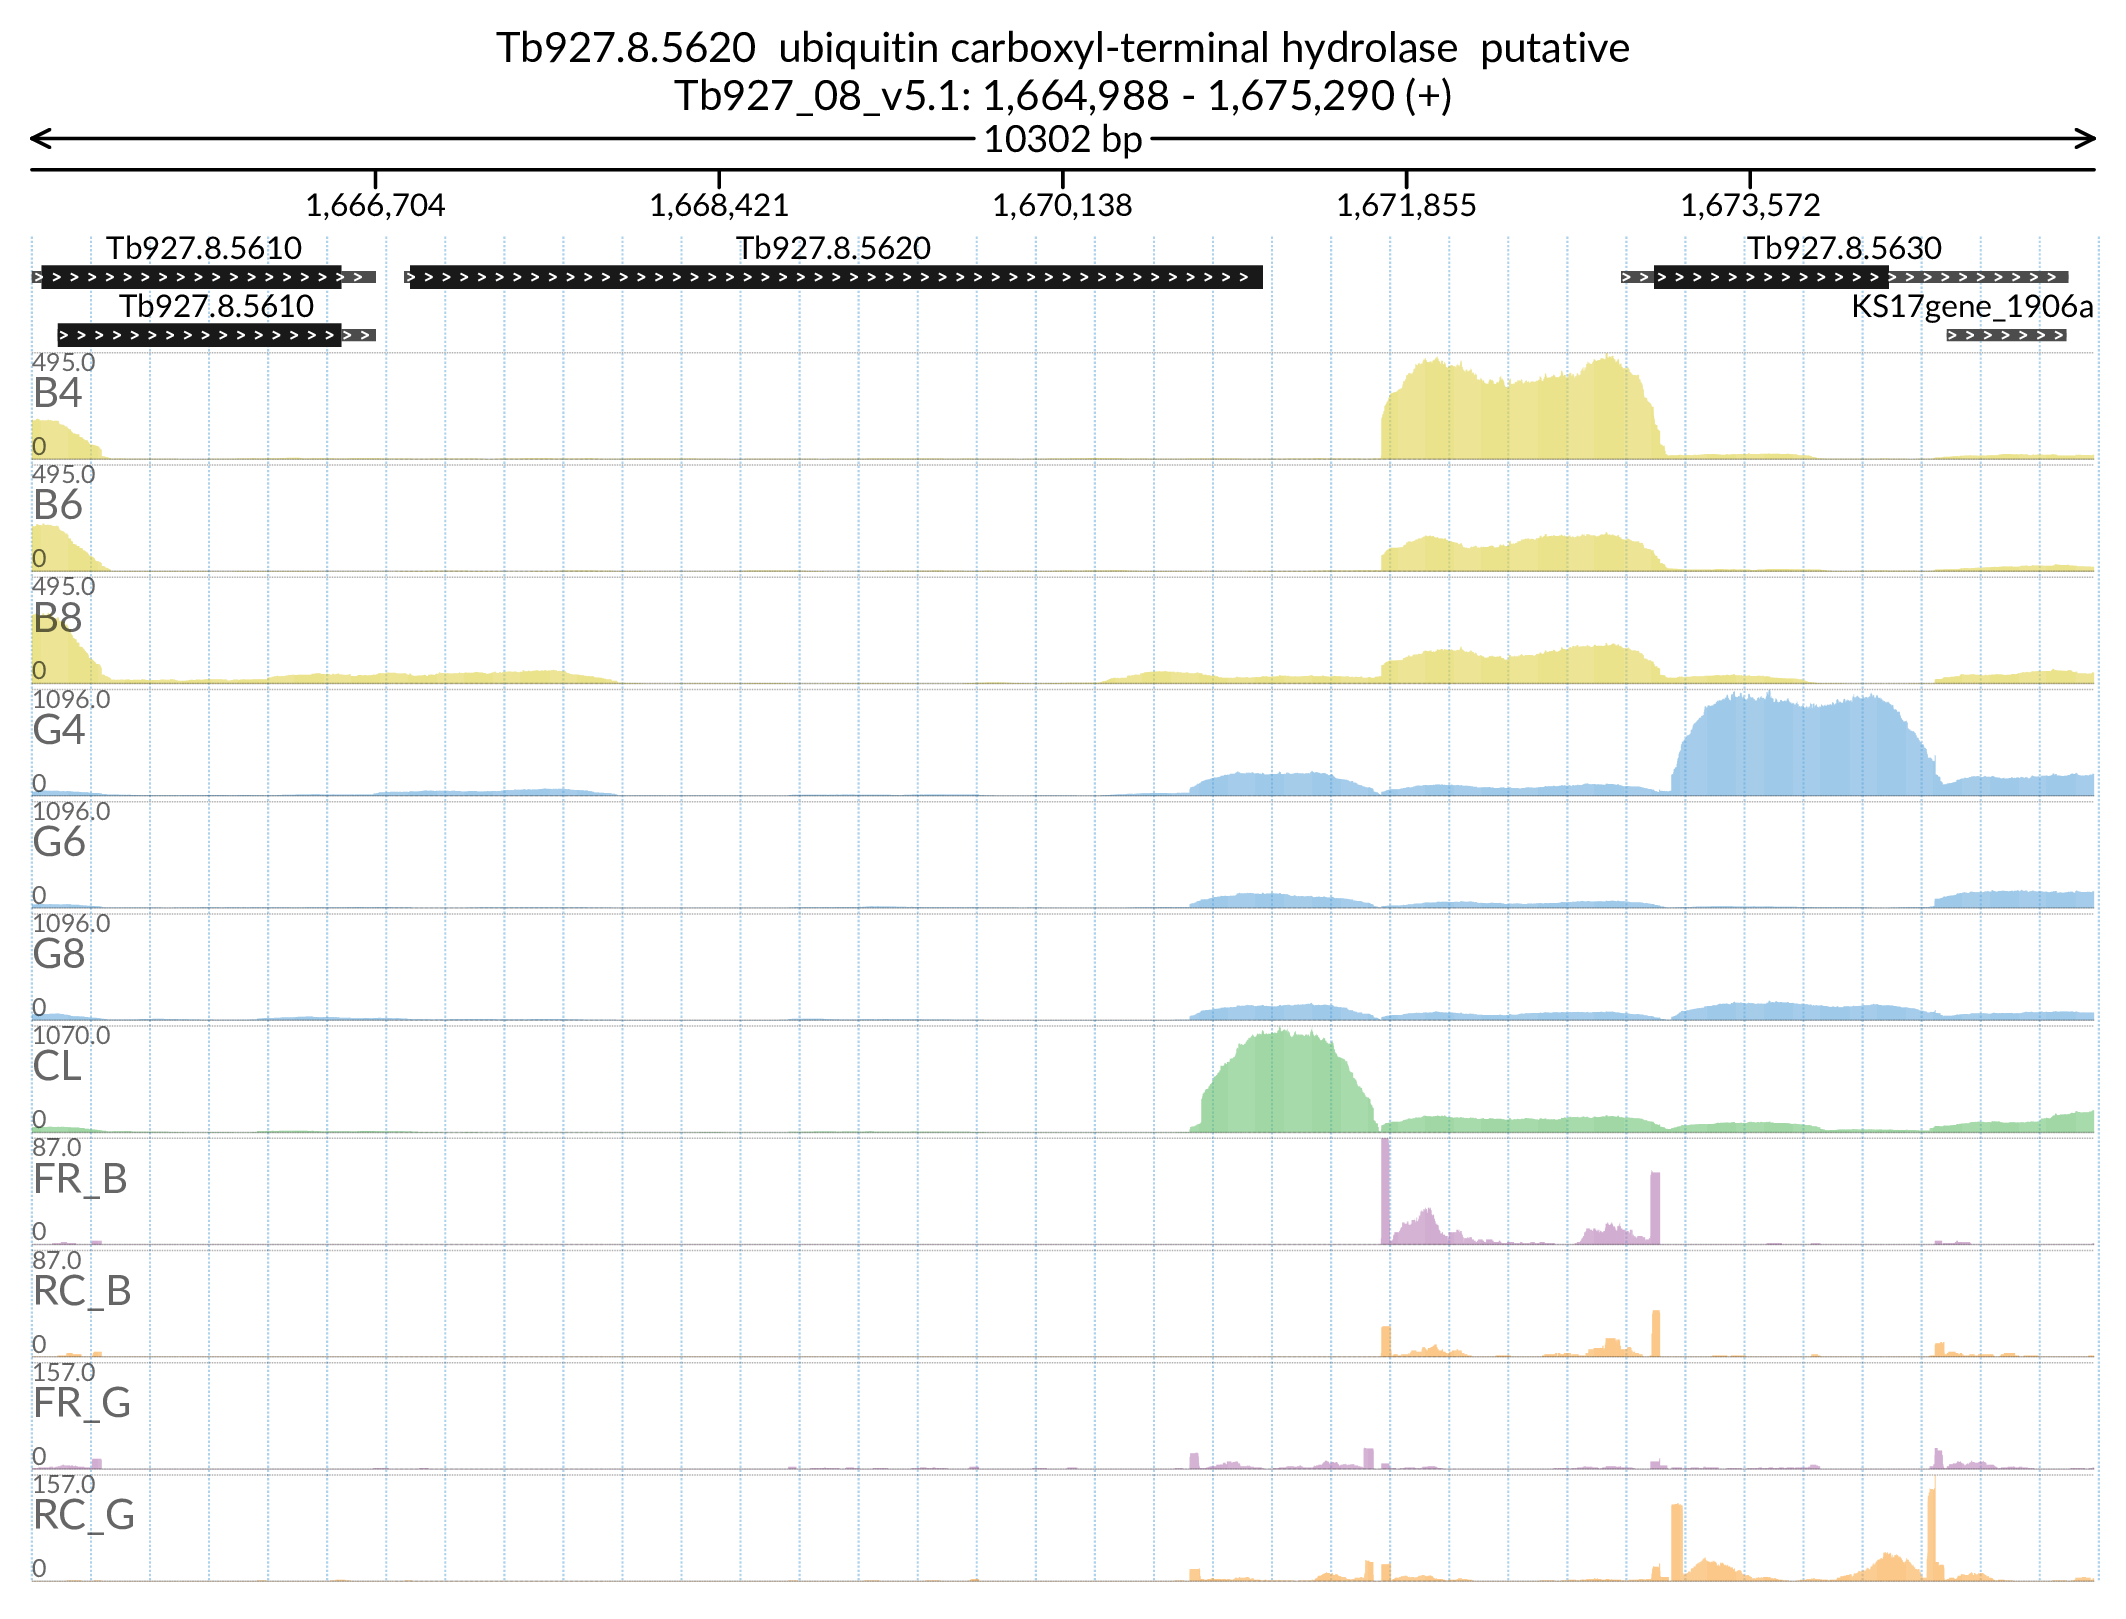 Tb927.8.5620  ubiquitin carboxyl-terminal hydrolase  putative
Tb927_08_v5.1: 1,664,988 - 1,675,290 (+)
10302 bp
1,666,704 1,668,421 1,670,138 1,671,855 1,673,572
Tb927.8.5610 Tb927.8.5620 Tb927.8.5630
Tb927.8.5610 KS17gene_1906a
495.0
B4
0
495.0
B6
0
495.0
B8
0
1096.0
G4
0
1096.0
G6
0
1096.0
G8
0
1070.0
CL
0
87.0
FR_B
0
87.0
RC_B
0
157.0
FR_G
0
157.0
RC_G
0